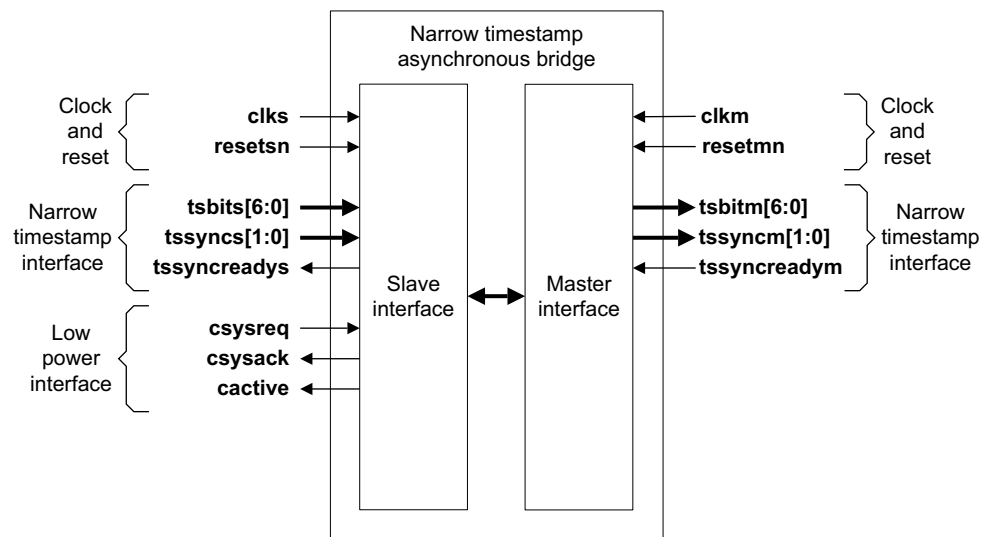 Narrow timestamp
asynchronous bridge
Clock
and
reset
clks
resetsn
Narrow
timestamp
interface
tsbits[6:0]
tssyncs[1:0]
tssyncreadys
Low
power
interface
csysreq
csysack
cactive
Slave
interface
Master
interface
clkm
resetmn
Clock
and
reset
tsbitm[6:0]
tssyncm[1:0]
tssyncreadym
Narrow
timestamp
interface